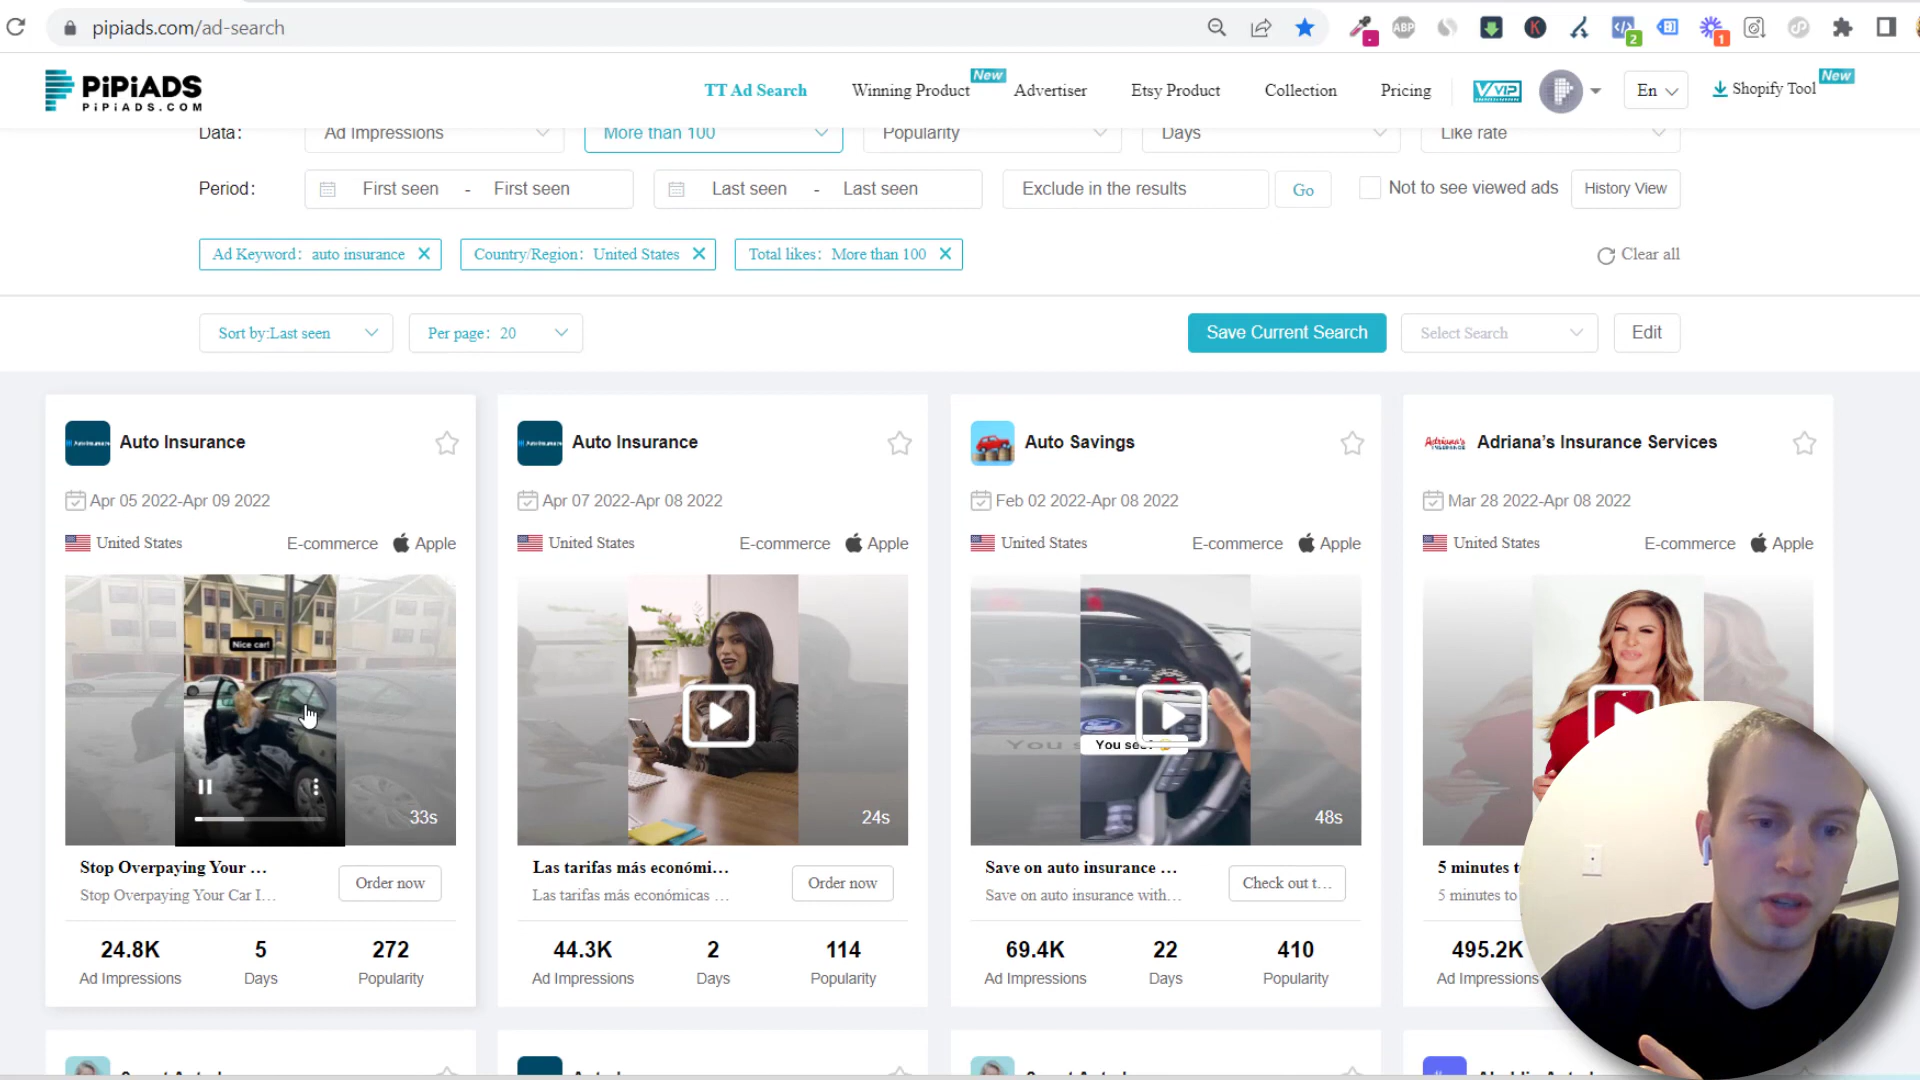 pipiads.com/ad-search
PiPiADS
PiPiADS.COM
TT Ad Search
Winning Product
New
Advertiser
Etsy Product
Collection
Pricing
VVIP
En
Shopify Tool
New
Data:
Ad Impressions
More than 100
Popularity
Days
Like rate
Period:
First seen - First seen
Last seen - Last seen
Exclude in the results
Go
Not to see viewed ads
History View
Ad Keyword: auto insurance
Country/Region: United States
Total likes: More than 100
Clear all
Sort by:Last seen
Per page: 20
Save Current Search
Select Search
Edit
Auto Insurance
Apr 05 2022-Apr 09 2022
United States
E-commerce
Apple
Nice car!
33s
Stop Overpaying Your ...
Stop Overpaying Your Car I...
Order now
24.8K
5
272
Ad Impressions
Days
Popularity
Auto Insurance
Apr 07 2022-Apr 08 2022
United States
E-commerce
Apple
24s
Las tarifas más económi...
Las tarifas más económicas ...
Order now
44.3K
2
114
Ad Impressions
Days
Popularity
Auto Savings
Feb 02 2022-Apr 08 2022
United States
E-commerce
Apple
48s
Save on auto insurance ...
Save on auto insurance with...
Check out t...
69.4K
22
410
Ad Impressions
Days
Popularity
Adriana's Insurance Services
Mar 28 2022-Apr 08 2022
United States
E-commerce
Apple
5 minutes
5 minutes to
495.2K
Ad Impressions